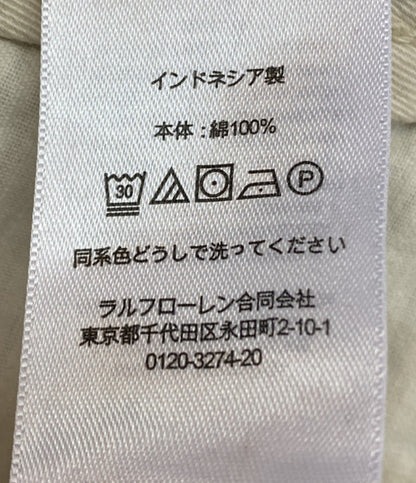 インドネシア製
本体 : 綿100%
30 P
同系色どうしで洗ってください
ラルフローレン合同会社
東京都千代田区永田町2-10-1
0120-3274-20